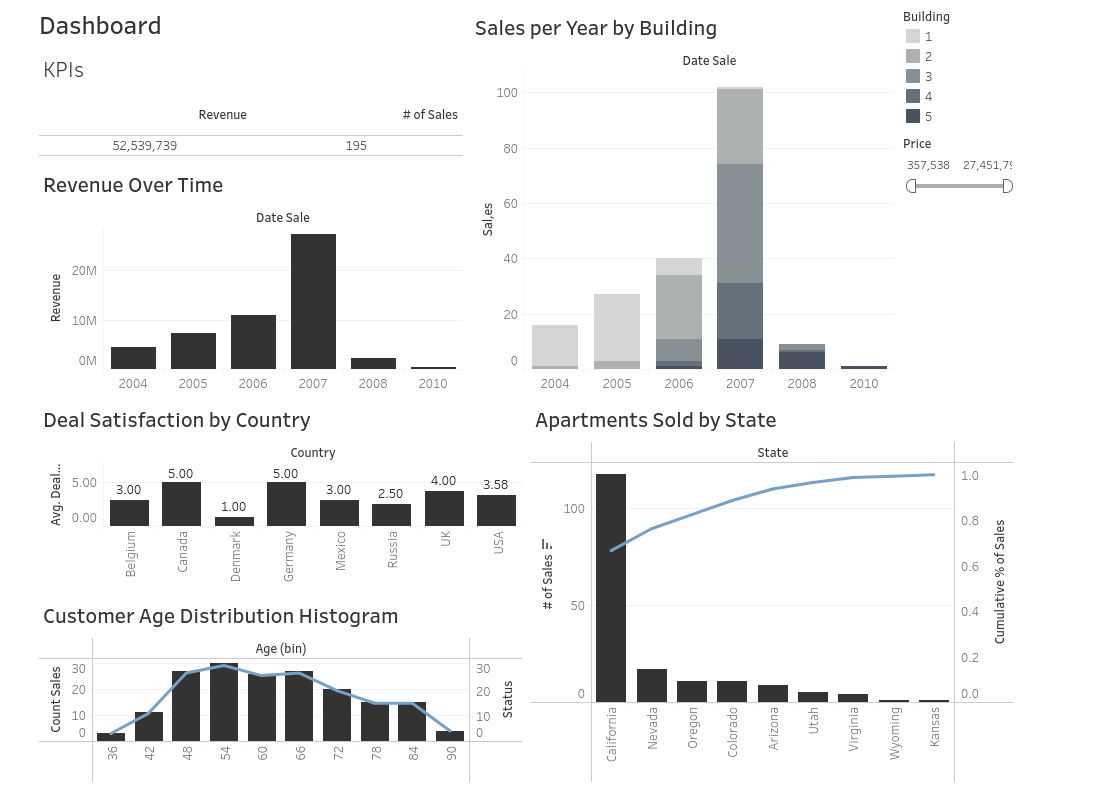 Dashboard
KPIs
Revenue # of Sales
52,539,739 195
Revenue Over Time
Date Sale
Revenue
20M
10M
0M
2004 2005 2006 2007 2008 2010
Sales per Year by Building
Date Sale
Sal,es
100
80
60
40
20
0
2004 2005 2006 2007 2008 2010
Building
1
2
3
4
5
Price
357,538 27,451,79
Deal Satisfaction by Country
Country
Avg. Deal...
5.00
0.00
3.00 5.00 1.00 5.00 3.00 2.50 4.00 3.58
Belgium Canada Denmark Germany Mexico Russia UK USA
Customer Age Distribution Histogram
Age (bin)
Count Sales
30
20
10
0
30
20
10
0
Status
36 42 48 54 60 66 72 78 84 90
Apartments Sold by State
State
# of Sales
100
50
0
1.0
0.8
0.6
0.4
0.2
0.0
Cumulative % of Sales
California Nevada Oregon Colorado Arizona Utah Virginia Wyoming Kansas